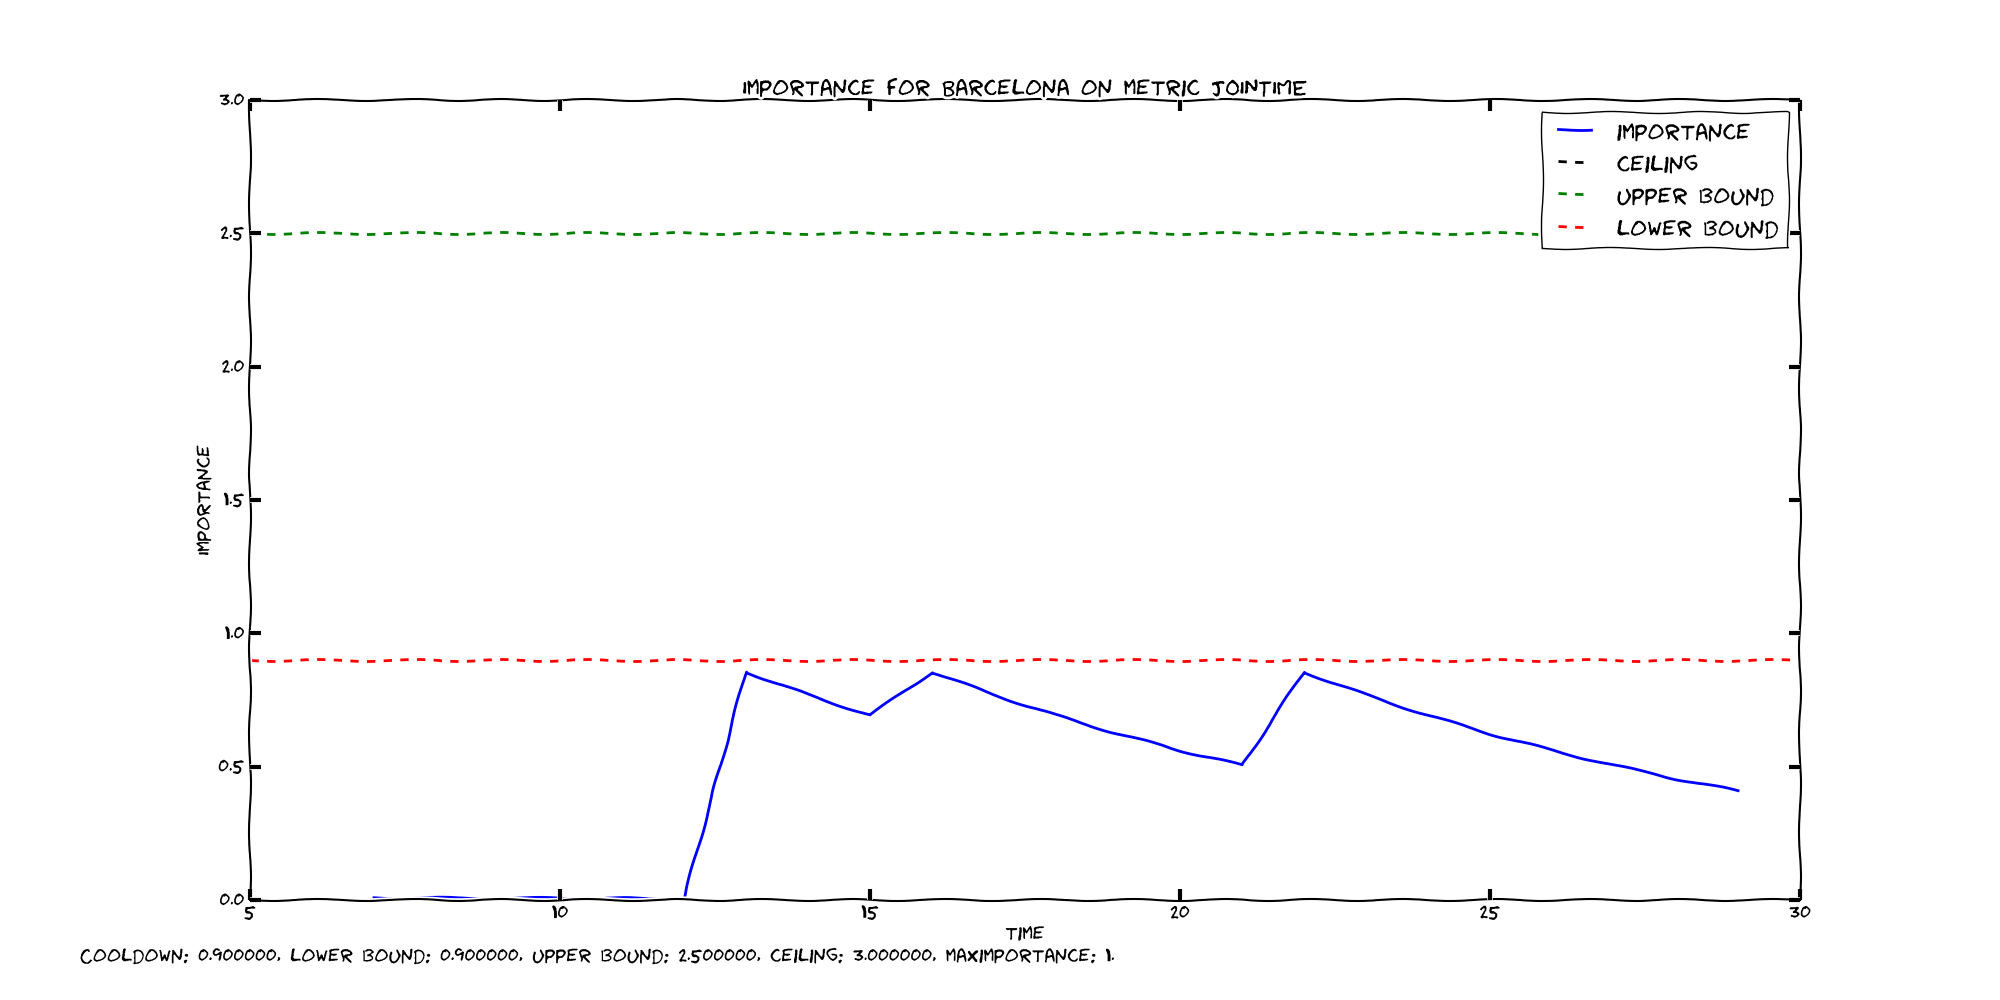 IMPORTANCE FOR BARCELONA ON METRIC JOINTIME
3.0
2.5
2.0
1.5
1.0
0.5
0.0
IMPORTANCE
IMPORTANCE
CEILING
UPPER BOUND
LOWER BOUND
5 10 15 20 25 30
TIME
COOLDOWN: 0.900000, LOWER BOUND: 0.900000, UPPER BOUND: 2.500000, CEILING: 3.000000, MAXIMPORTANCE: 1.